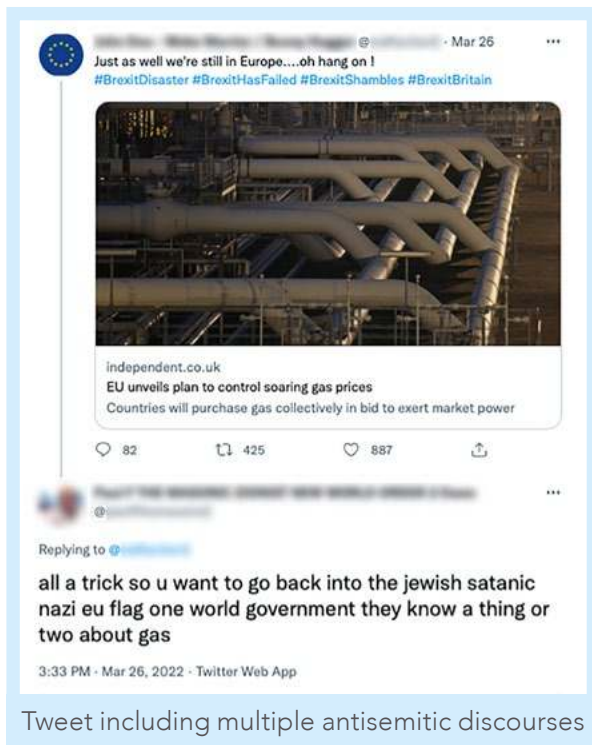 @ · Mar 26
Just as well we're still in Europe....oh hang on !
#BrexitDisaster #BrexitHasFailed #BrexitShambles #BrexitBritain
independent.co.uk
EU unveils plan to control soaring gas prices
Countries will purchase gas collectively in bid to exert market power
82 425 887
@
Replying to @
all a trick so u want to go back into the jewish satanic
nazi eu flag one world government they know a thing or
two about gas
3:33 PM · Mar 26, 2022 · Twitter Web App
Tweet including multiple antisemitic discourses